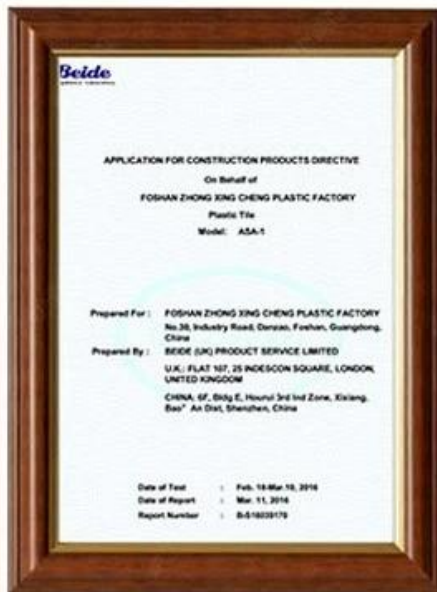 Beide
APPLICATION FOR CONSTRUCTION PRODUCTS DIRECTIVE
On Behalf of
FOSHAN ZHONG XING CHENG PLASTIC FACTORY
Plastic Tile
Model: ASA-1
Prepared For : FOSHAN ZHONG XING CHENG PLASTIC FACTORY
No.30, Industry Road, Danzao, Foshan, Guangdong,
China
Prepared By : BEIDE (UK) PRODUCT SERVICE LIMITED
U.K.: FLAT 107, 25 INDESCON SQUARE, LONDON,
UNITED KINGDOM
CHINA: 6F, Bldg E, Hourui 3rd Ind Zone, Xixiang,
Bao" An Dist, Shenzhen, China
Date of Test : Feb. 18-Mar.10, 2016
Date of Report : Mar. 11, 2016
Report Number :